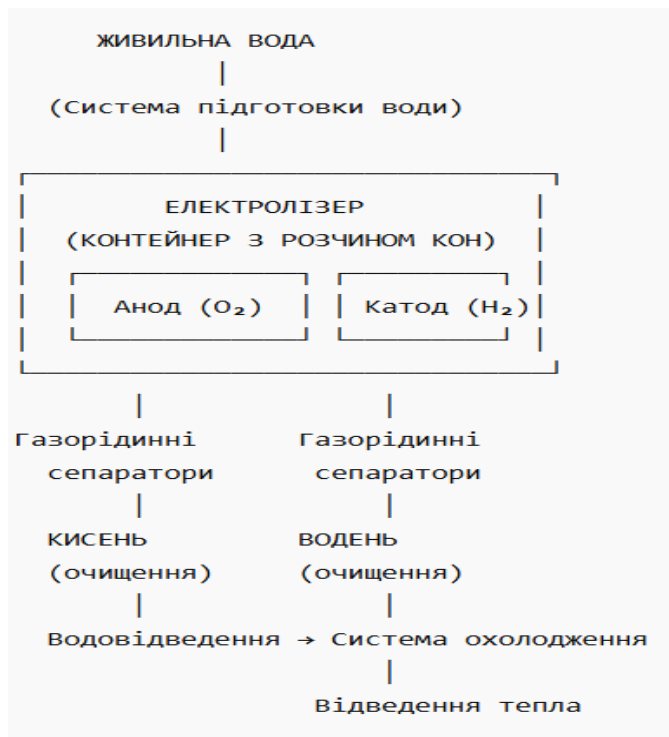 ЖИВИЛЬНА ВОДА
(Система підготовки води)
ЕЛЕКТРОЛІЗЕР
(КОНТЕЙНЕР З РОЗЧИНОМ КОН)
Анод (O₂) Катод (H₂)
Газорідинні Газорідинні
сепаратори сепаратори
КИСЕНЬ ВОДЕНЬ
(очищення) (очищення)
Водовідведення → Система охолодження
Відведення тепла